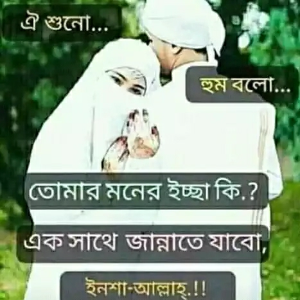 ঐ শুনো...
হুম বলো...
তোমার মনের ইচ্ছা কি.?
এক সাথে জান্নাতে যাবো,
ইনশা-আল্লাহ্.!!